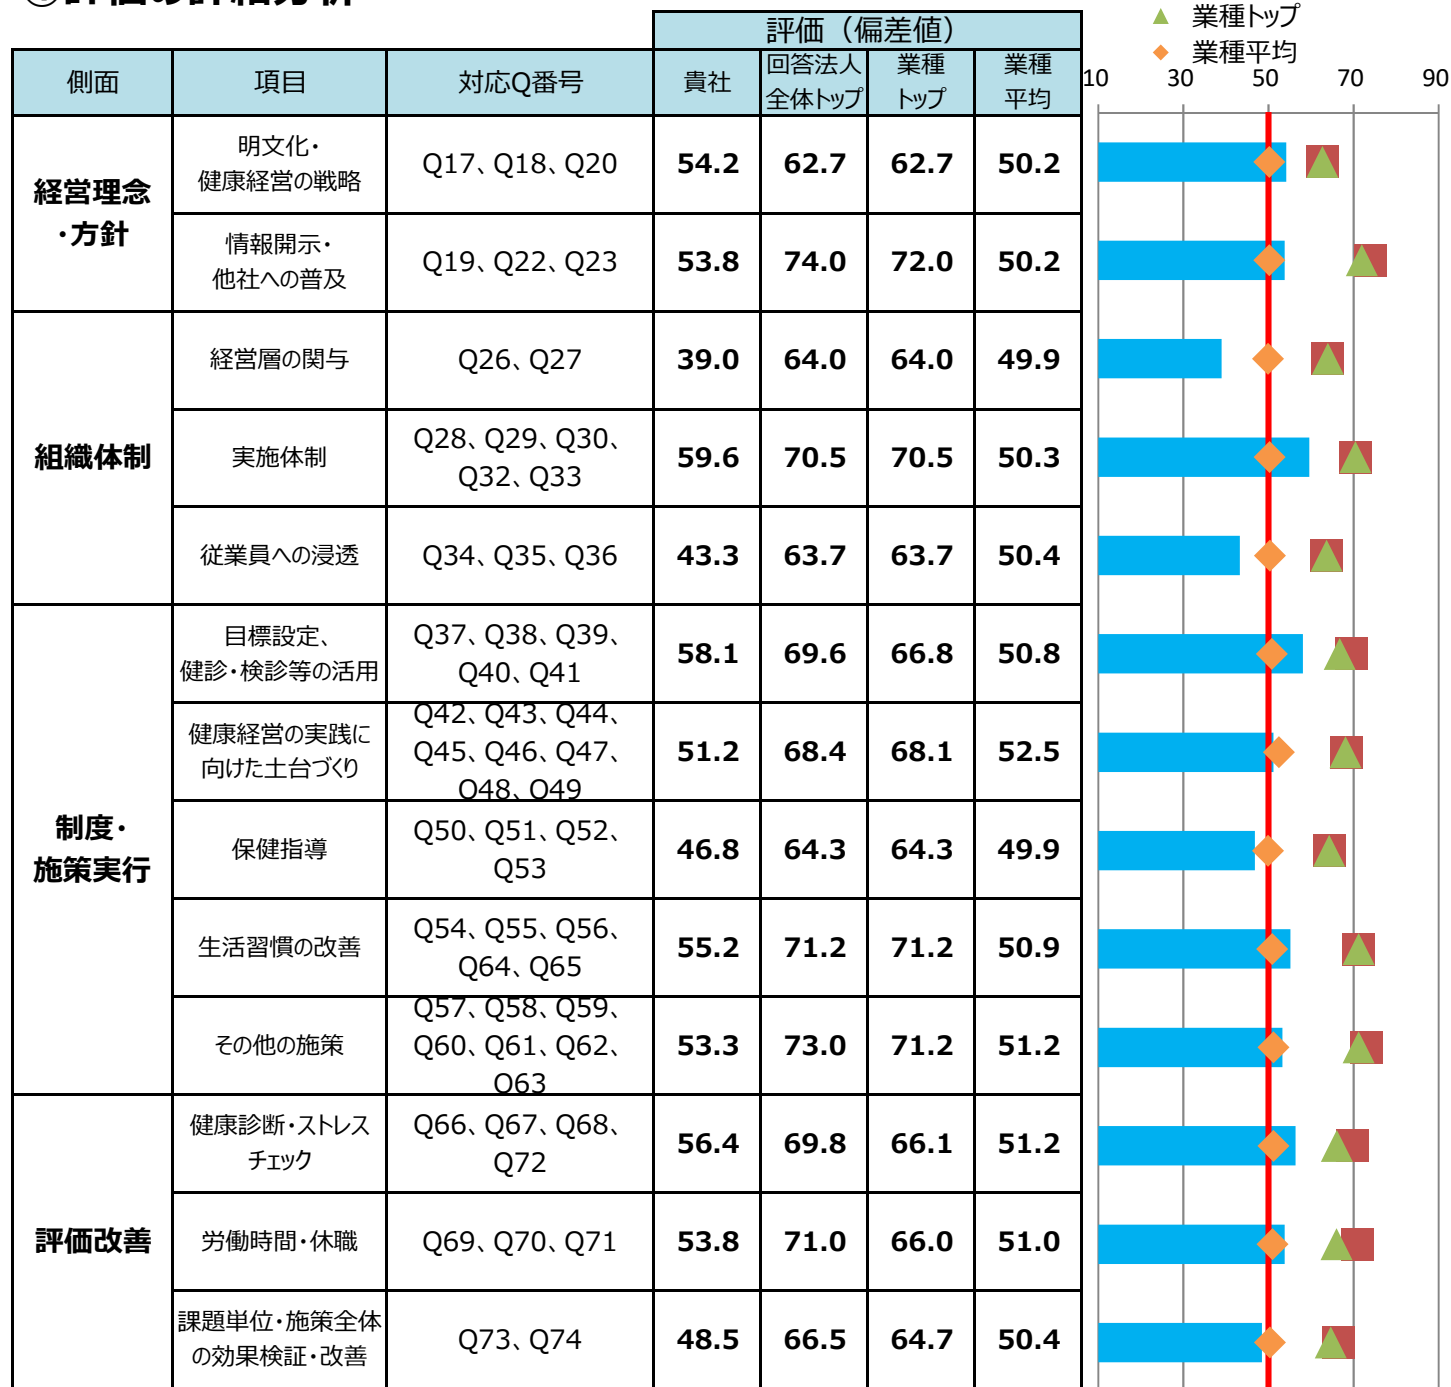 ①評価の詳細分析
▲ 業種トップ
◆ 業種平均
評価（偏差値）
側面 項目 対応Q番号 貴社 回答法人 業種 業種
全体トップ トップ 平均
10 30 50 70 90
経営理念
・方針
明文化・
健康経営の戦略
Q17、Q18、Q20 54.2 62.7 62.7 50.2
情報開示・
他社への普及
Q19、Q22、Q23 53.8 74.0 72.0 50.2
組織体制
経営層の関与 Q26、Q27 39.0 64.0 64.0 49.9
実施体制
Q28、Q29、Q30、
Q32、Q33
59.6 70.5 70.5 50.3
従業員への浸透 Q34、Q35、Q36 43.3 63.7 63.7 50.4
制度・
施策実行
目標設定、
健診・検診等の活用
Q37、Q38、Q39、
Q40、Q41
58.1 69.6 66.8 50.8
健康経営の実践に
向けた土台づくり
Q42、Q43、Q44、
Q45、Q46、Q47、
Q48、Q49
51.2 68.4 68.1 52.5
保健指導
Q50、Q51、Q52、
Q53
46.8 64.3 64.3 49.9
生活習慣の改善
Q54、Q55、Q56、
Q64、Q65
55.2 71.2 71.2 50.9
その他の施策
Q57、Q58、Q59、
Q60、Q61、Q62、
Q63
53.3 73.0 71.2 51.2
評価改善
健康診断・ストレス
チェック
Q66、Q67、Q68、
Q72
56.4 69.8 66.1 51.2
労働時間・休職 Q69、Q70、Q71 53.8 71.0 66.0 51.0
課題単位・施策全体
の効果検証・改善
Q73、Q74 48.5 66.5 64.7 50.4